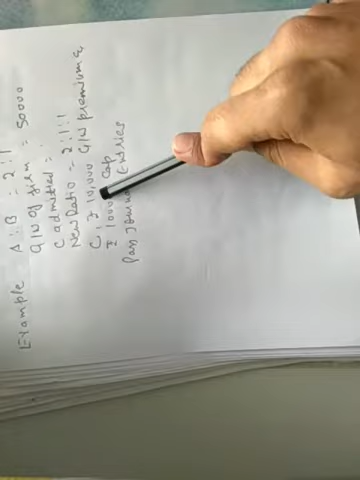 Example A : B = 2 : 1
G/W of firm = 50000
C admitted =
New Ratio = 2 : 1 : 1
C, ₹ 10,000 G/W premium &
₹ 1000 Cap
Pass Journal Entries